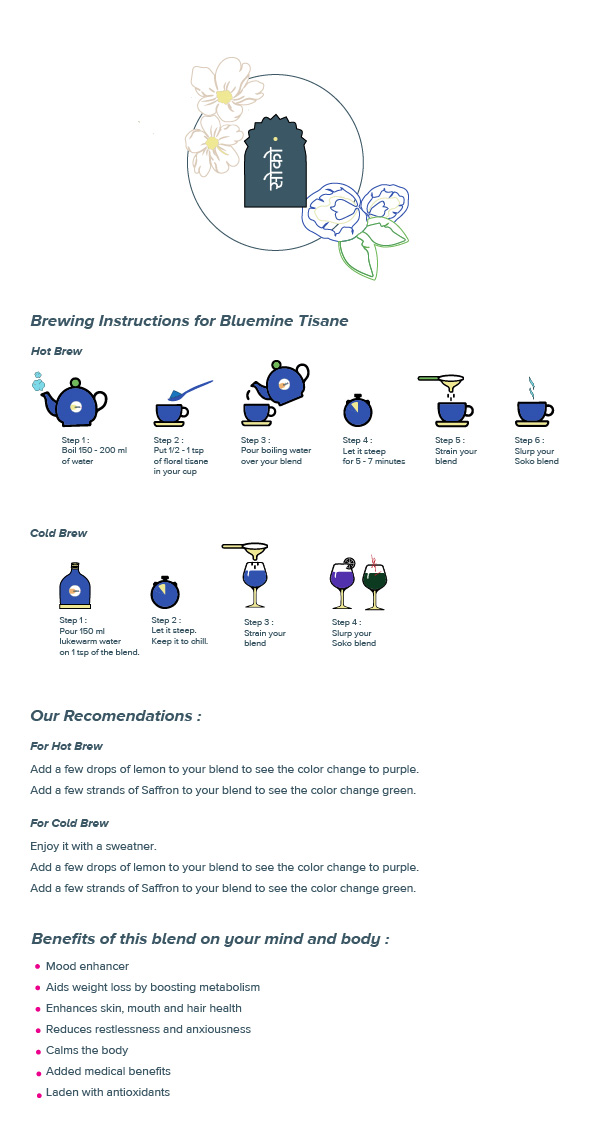 सोको
Brewing Instructions for Bluemine Tisane
Hot Brew
Step 1 :
Boil 150 - 200 ml
of water
Step 2 :
Put 1/2 - 1 tsp
of floral tisane
in your cup
Step 3 :
Pour boiling water
over your blend
Step 4 :
Let it steep
for 5 - 7 minutes
Step 5 :
Strain your
blend
Step 6 :
Slurp your
Soko blend
Cold Brew
Step 1 :
Pour 150 ml
lukewarm water
on 1 tsp of the blend.
Step 2 :
Let it steep.
Keep it to chill.
Step 3 :
Strain your
blend
Step 4 :
Slurp your
Soko blend
Our Recomendations :
For Hot Brew
Add a few drops of lemon to your blend to see the color change to purple.
Add a few strands of Saffron to your blend to see the color change green.
For Cold Brew
Enjoy it with a sweatner.
Add a few drops of lemon to your blend to see the color change to purple.
Add a few strands of Saffron to your blend to see the color change green.
Benefits of this blend on your mind and body :
Mood enhancer
Aids weight loss by boosting metabolism
Enhances skin, mouth and hair health
Reduces restlessness and anxiousness
Calms the body
Added medical benefits
Laden with antioxidants